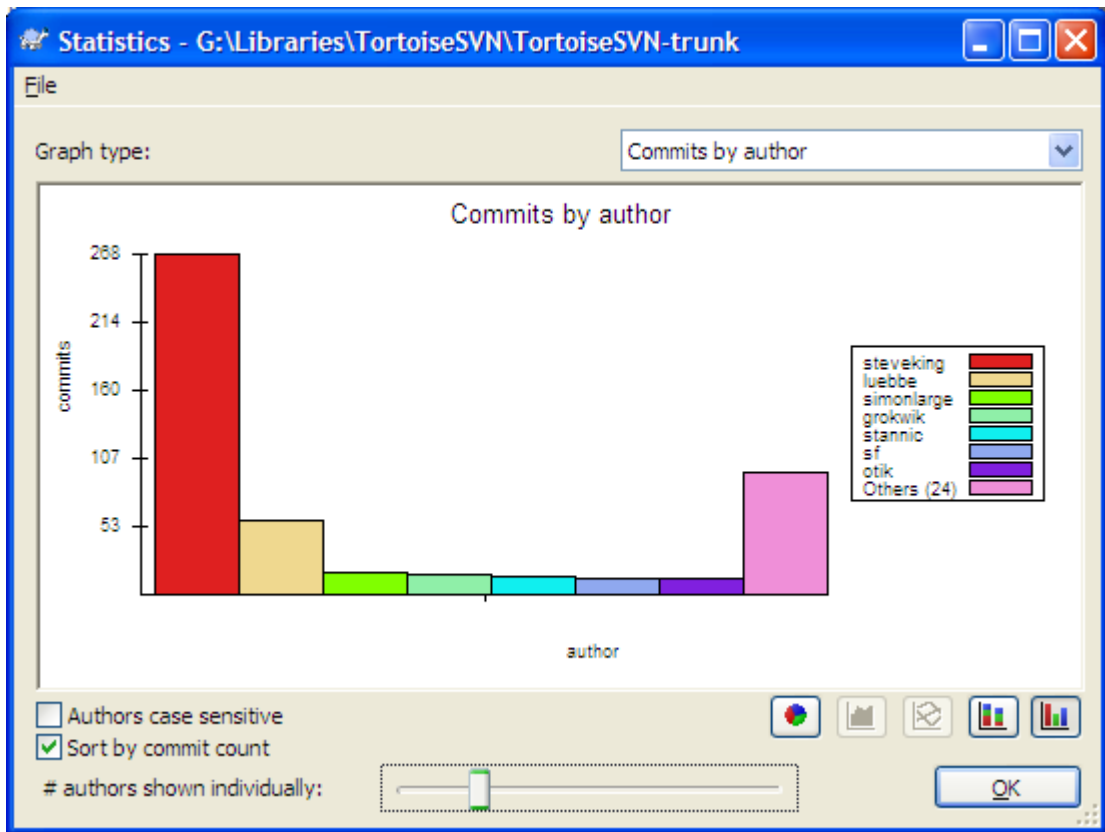 Statistics - G:\Libraries\TortoiseSVN\TortoiseSVN-trunk
File
Graph type:
Commits by author
Commits by author
268
214
160
107
53
commits
author
steveking
luebbe
simonlarge
grokwik
stannic
sf
otik
Others (24)
Authors case sensitive
Sort by commit count
# authors shown individually:
OK